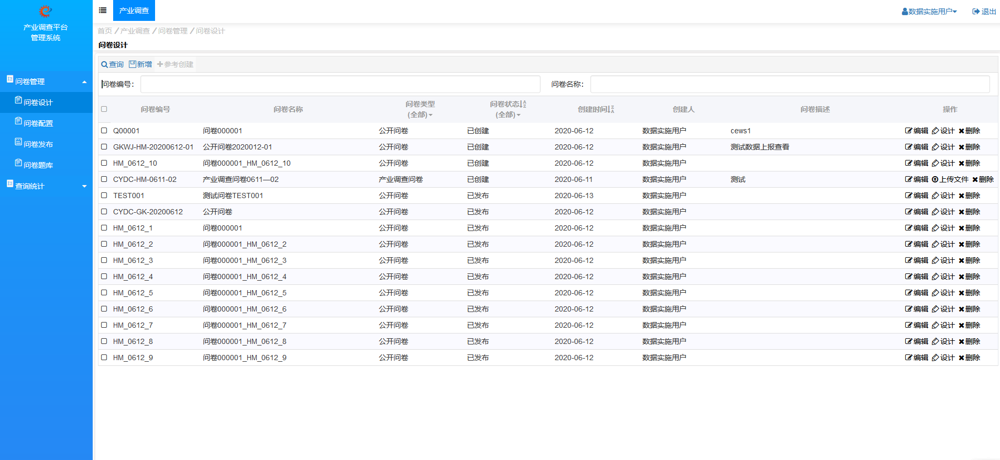 产业调查平台
管理系统
问卷管理
问卷设计
问卷配置
问卷发布
问卷题库
查询统计
产业调查
数据实施用户
退出
首页 / 产业调查 / 问卷管理 / 问卷设计
问卷设计
查询 新增 参考创建
问卷编号: 问卷名称:
问卷编号 问卷名称 问卷类型 (全部) 问卷状态 (全部) 创建时间 创建人 问卷描述 操作
Q00001 问卷000001 公开问卷 已创建 2020-06-12 数据实施用户 cews1 编辑 设计 删除
GKWJ-HM-20200612-01 公开问卷2020012-01 公开问卷 已创建 2020-06-12 数据实施用户 测试数据上报查看 编辑 设计 删除
HM_0612_10 问卷000001_HM_0612_10 公开问卷 已创建 2020-06-12 数据实施用户 编辑 设计 删除
CYDC-HM-0611-02 产业调查问卷0611—02 产业调查问卷 已创建 2020-06-11 数据实施用户 测试 编辑 上传文件 删除
TEST001 测试问卷TEST001 公开问卷 已发布 2020-06-13 数据实施用户 编辑 设计 删除
CYDC-GK-20200612 公开问卷 公开问卷 已发布 2020-06-12 数据实施用户 编辑 设计 删除
HM_0612_1 问卷000001 公开问卷 已发布 2020-06-12 数据实施用户 编辑 设计 删除
HM_0612_2 问卷000001_HM_0612_2 公开问卷 已发布 2020-06-12 数据实施用户 编辑 设计 删除
HM_0612_3 问卷000001_HM_0612_3 公开问卷 已发布 2020-06-12 数据实施用户 编辑 设计 删除
HM_0612_4 问卷000001_HM_0612_4 公开问卷 已发布 2020-06-12 数据实施用户 编辑 设计 删除
HM_0612_5 问卷000001_HM_0612_5 公开问卷 已发布 2020-06-12 数据实施用户 编辑 设计 删除
HM_0612_6 问卷000001_HM_0612_6 公开问卷 已发布 2020-06-12 数据实施用户 编辑 设计 删除
HM_0612_7 问卷000001_HM_0612_7 公开问卷 已发布 2020-06-12 数据实施用户 编辑 设计 删除
HM_0612_8 问卷000001_HM_0612_8 公开问卷 已发布 2020-06-12 数据实施用户 编辑 设计 删除
HM_0612_9 问卷000001_HM_0612_9 公开问卷 已发布 2020-06-12 数据实施用户 编辑 设计 删除